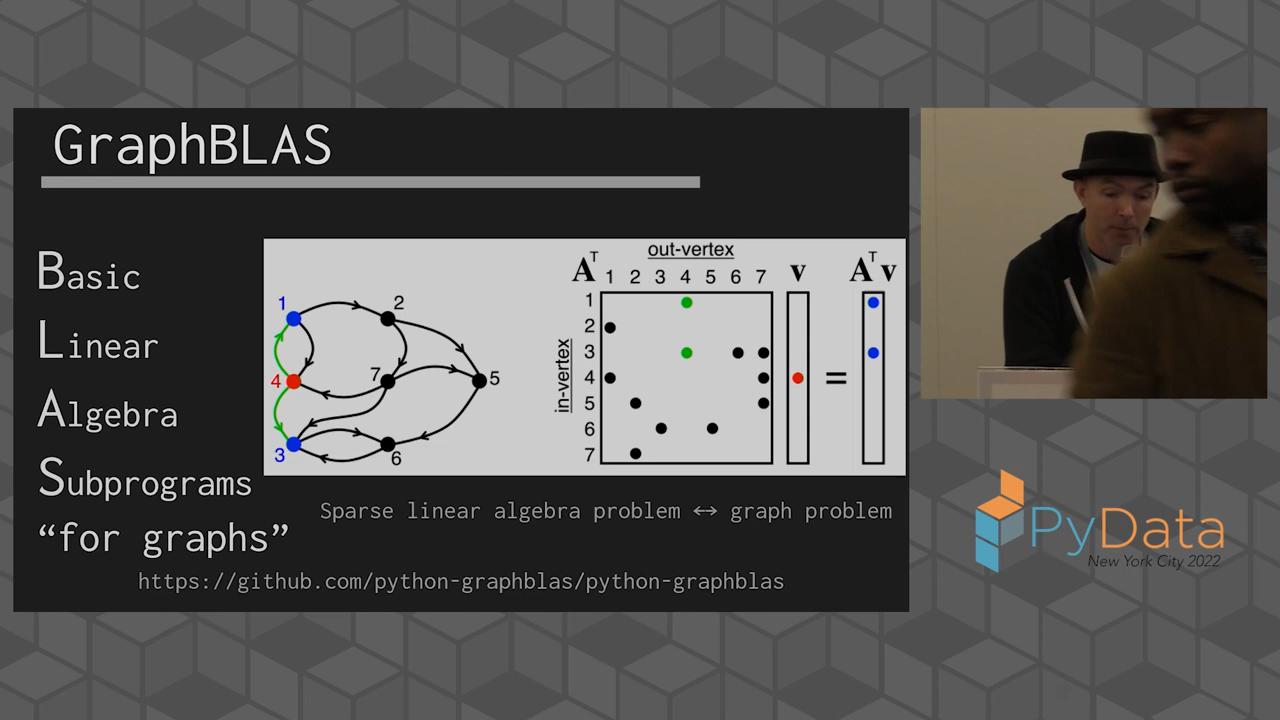 GraphBLAS
Basic
Linear
Algebra
Subprograms
“for graphs”
1
2
4
7
5
3
6
out-vertex
Aᵀ 1 2 3 4 5 6 7 v Aᵀv
in-vertex
1
2
3
4
=
5
6
7
Sparse linear algebra problem ↔ graph problem
https://github.com/python-graphblas/python-graphblas
PyData
New York City 2022